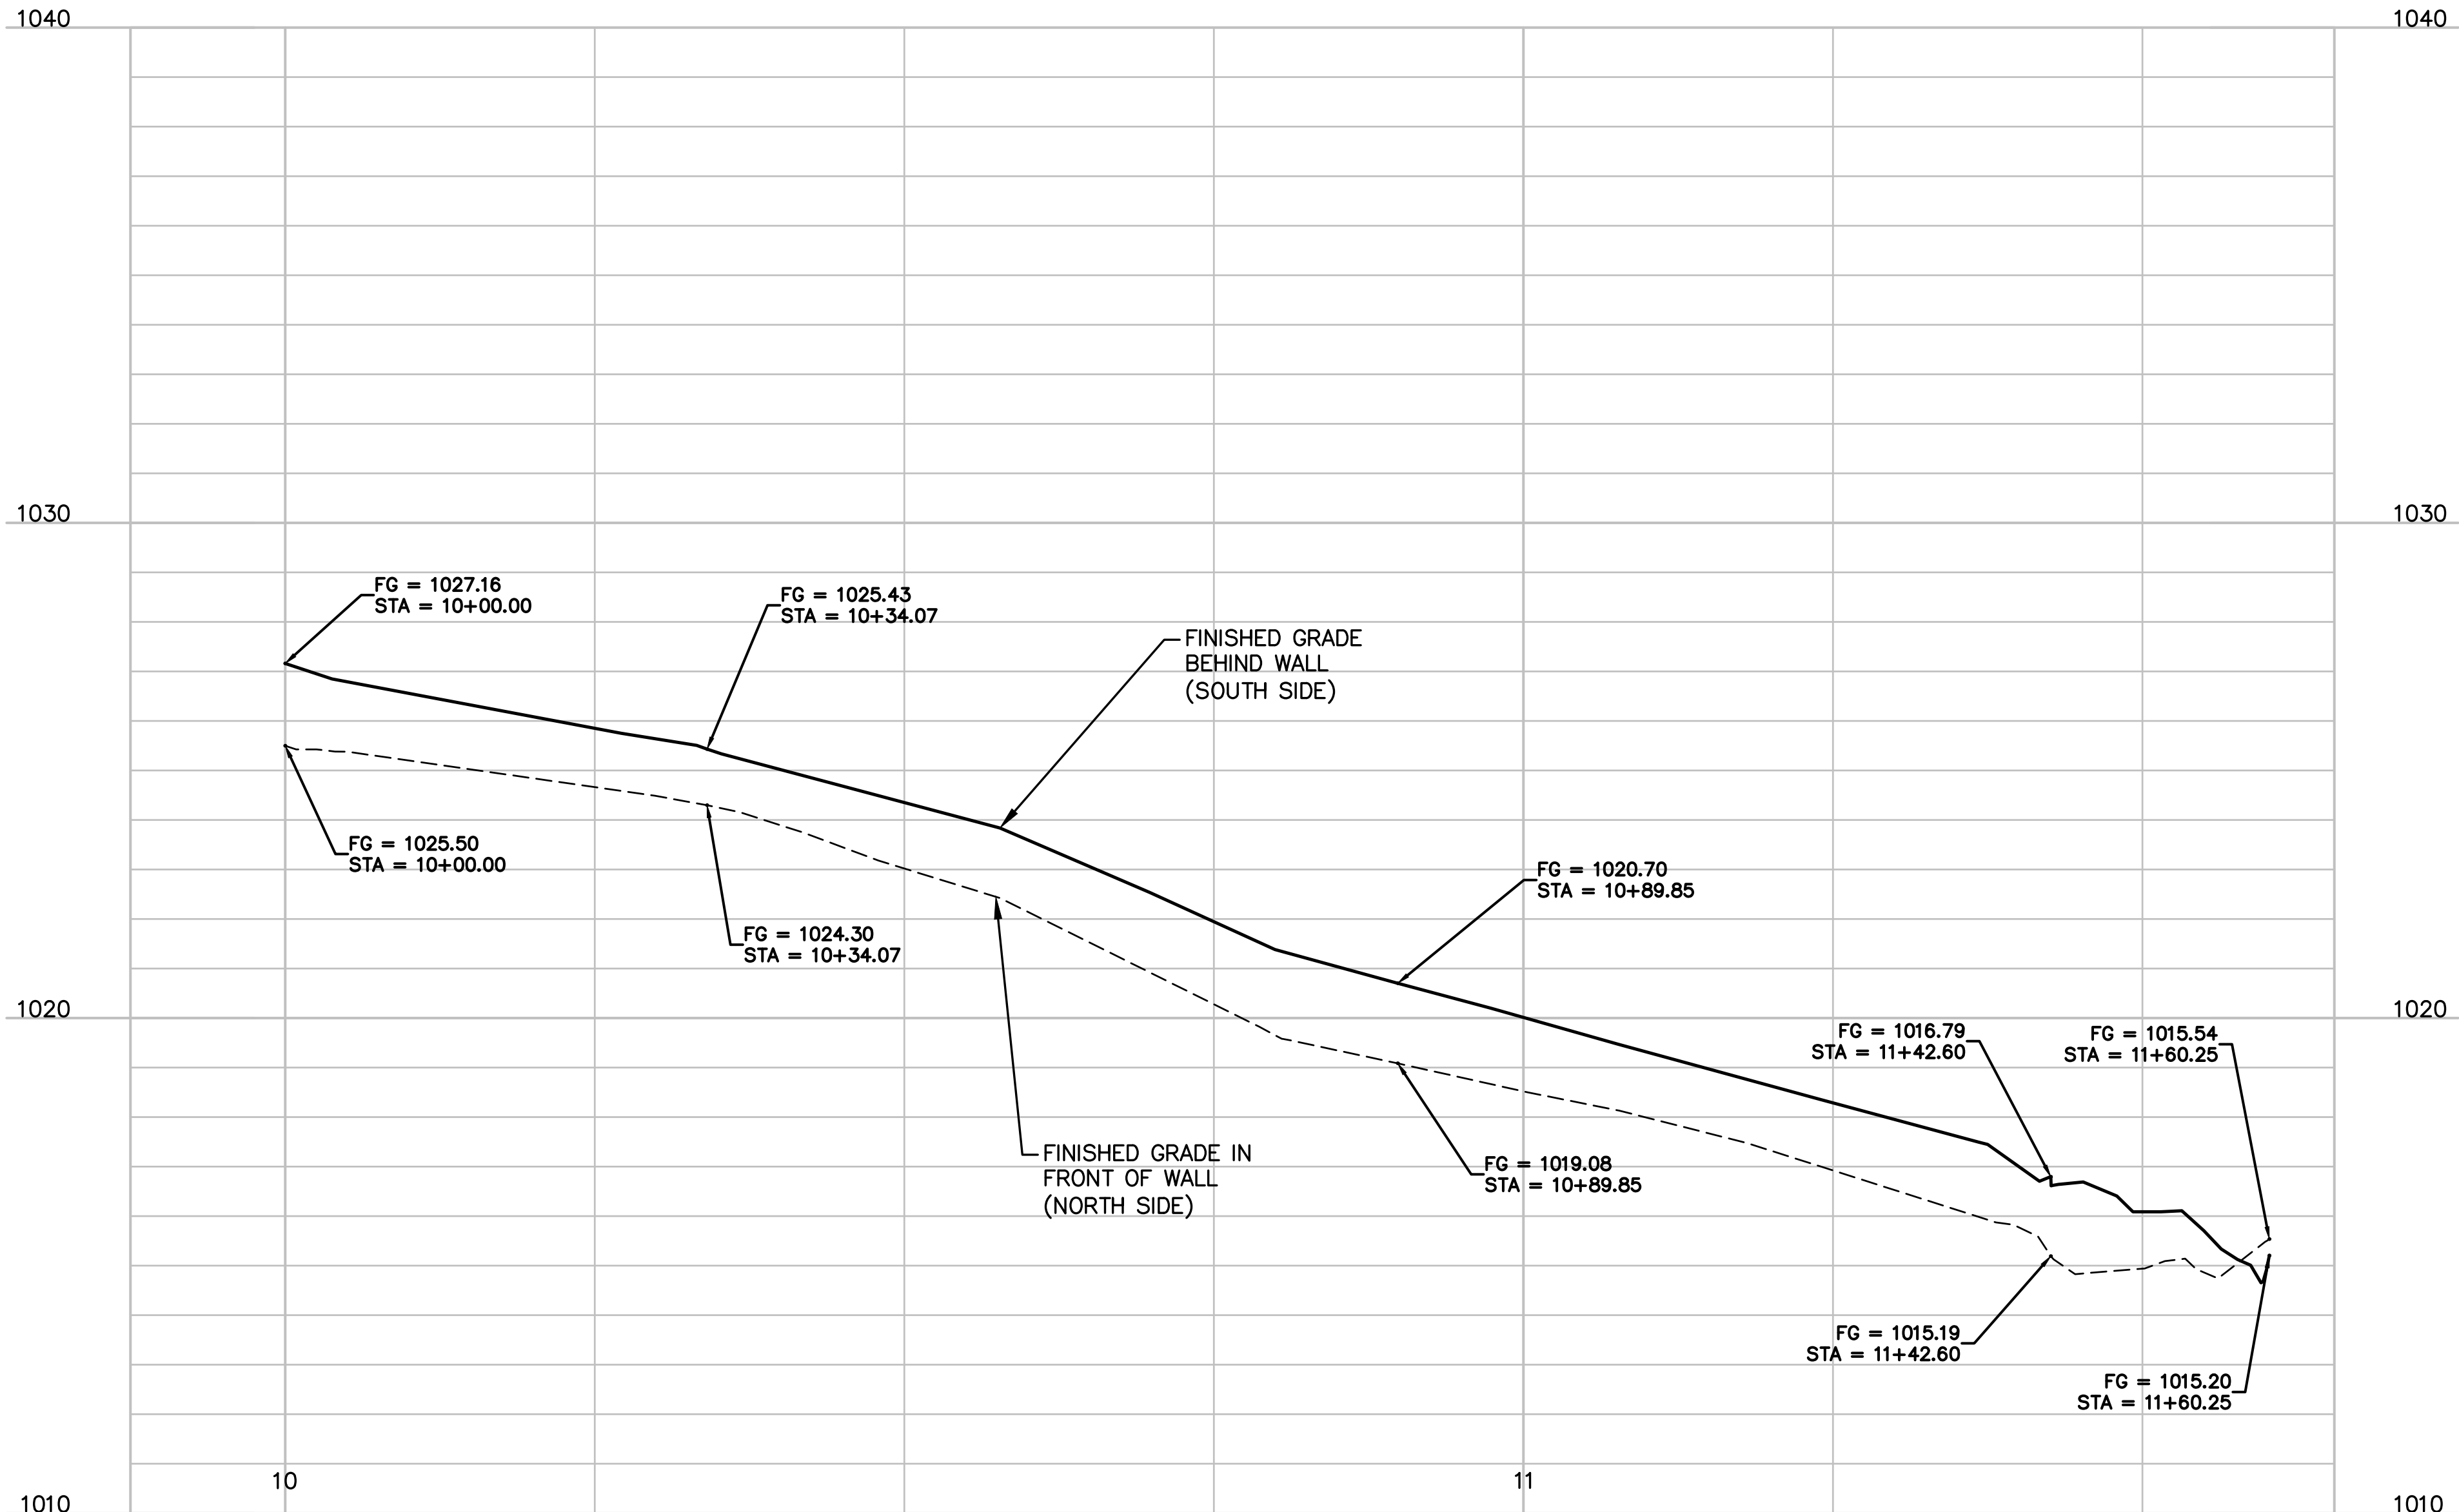 1040
1040
1030
1030
FG = 1027.16
STA = 10+00.00
FG = 1025.43
STA = 10+34.07
FINISHED GRADE
BEHIND WALL
(SOUTH SIDE)
FG = 1025.50
STA = 10+00.00
FG = 1024.30
STA = 10+34.07
FG = 1020.70
STA = 10+89.85
1020
1020
FG = 1016.79
STA = 11+42.60
FG = 1015.54
STA = 11+60.25
FINISHED GRADE IN
FRONT OF WALL
(NORTH SIDE)
FG = 1019.08
STA = 10+89.85
FG = 1015.19
STA = 11+42.60
FG = 1015.20
STA = 11+60.25
10
11
1010
1010